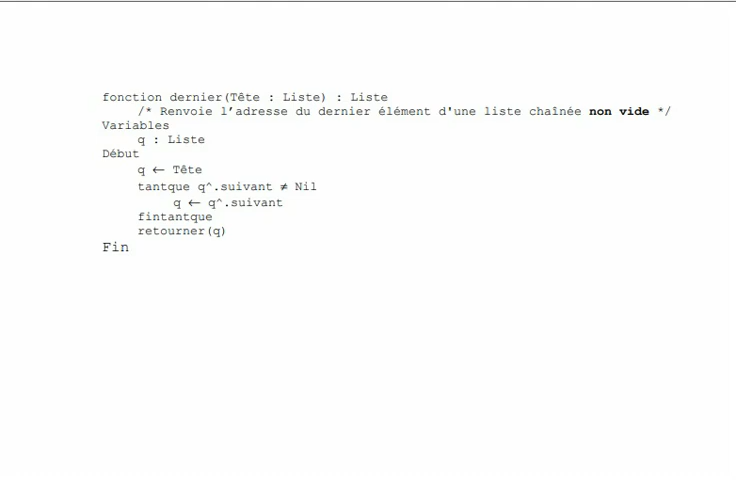 fonction dernier(Tête : Liste) : Liste
/* Renvoie l’adresse du dernier élément d'une liste chaînée non vide */
Variables
q : Liste
Début
q ← Tête
tantque q^.suivant ≠ Nil
q ← q^.suivant
fintantque
retourner(q)
Fin